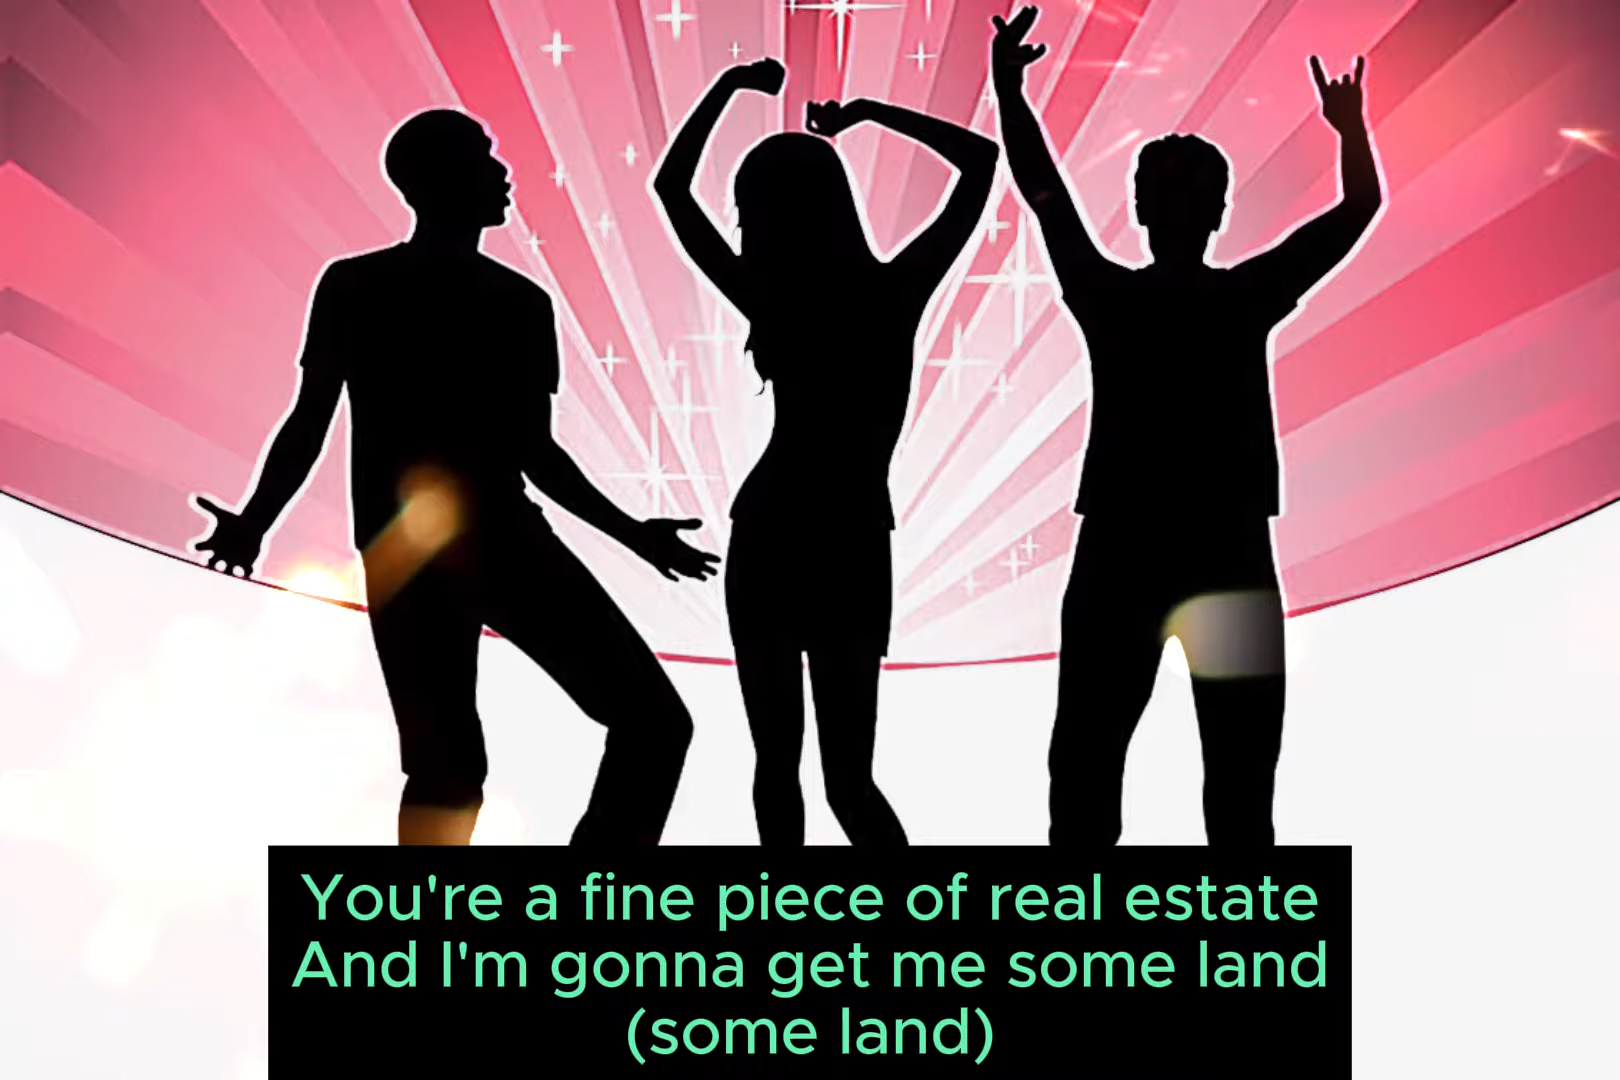 You're a fine piece of real estate
And I'm gonna get me some land
(some land)